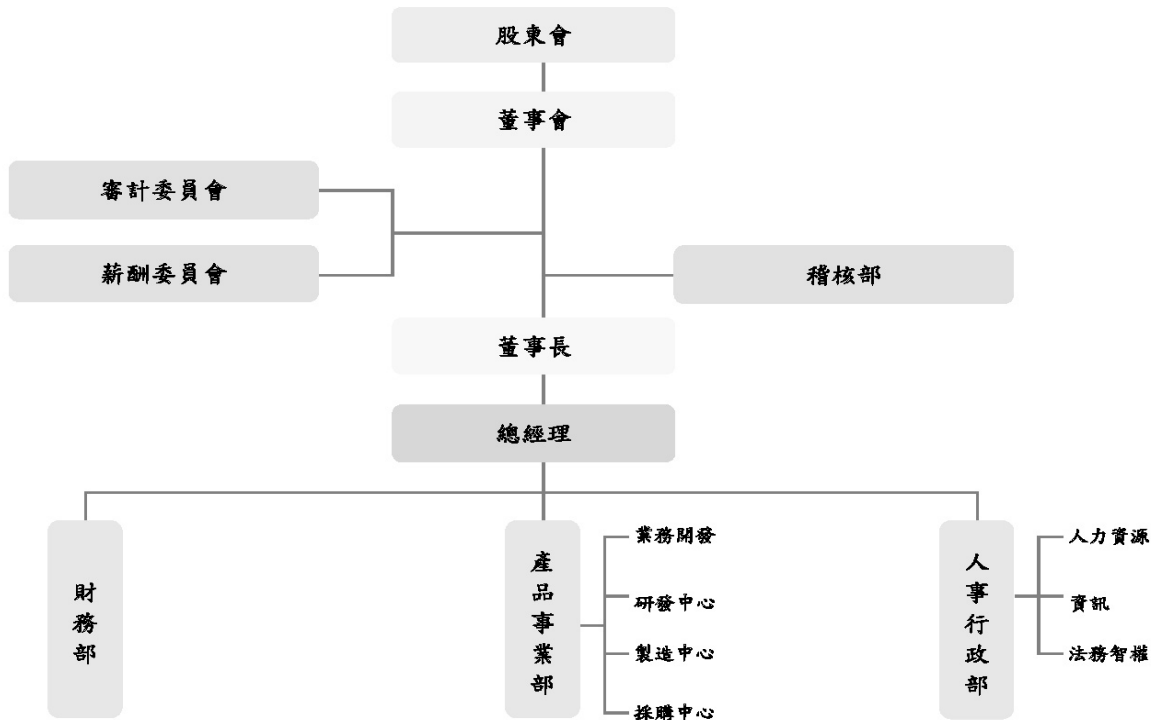 股東會
董事會
審計委員會
薪酬委員會
稽核部
董事長
總經理
財務部
產品事業部
業務開發
研發中心
製造中心
採購中心
人事行政部
人力資源
資訊
法務智權